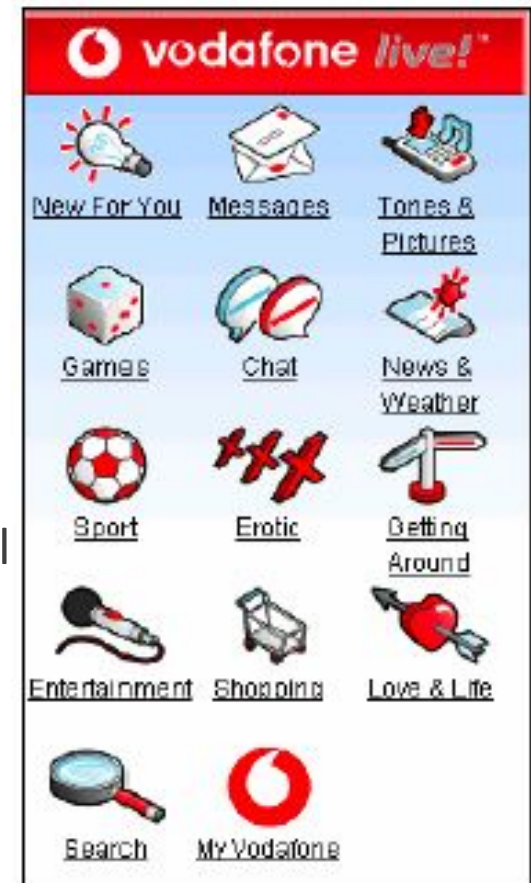 vodafone live!™
New For You Messages Tones &
Pictures
Games Chat News &
Weather
Sport Erotic Getting
Around
Entertainment Shopping Love & Life
Search My Vodafone